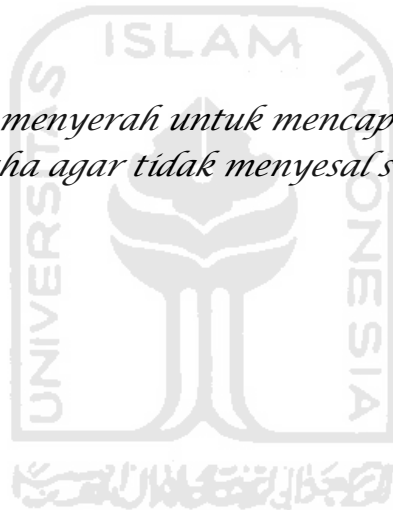 ISLAM
menyerah untuk mencap
ha agar tidak menyesal s
UNIVERSITAS
INDONESIA